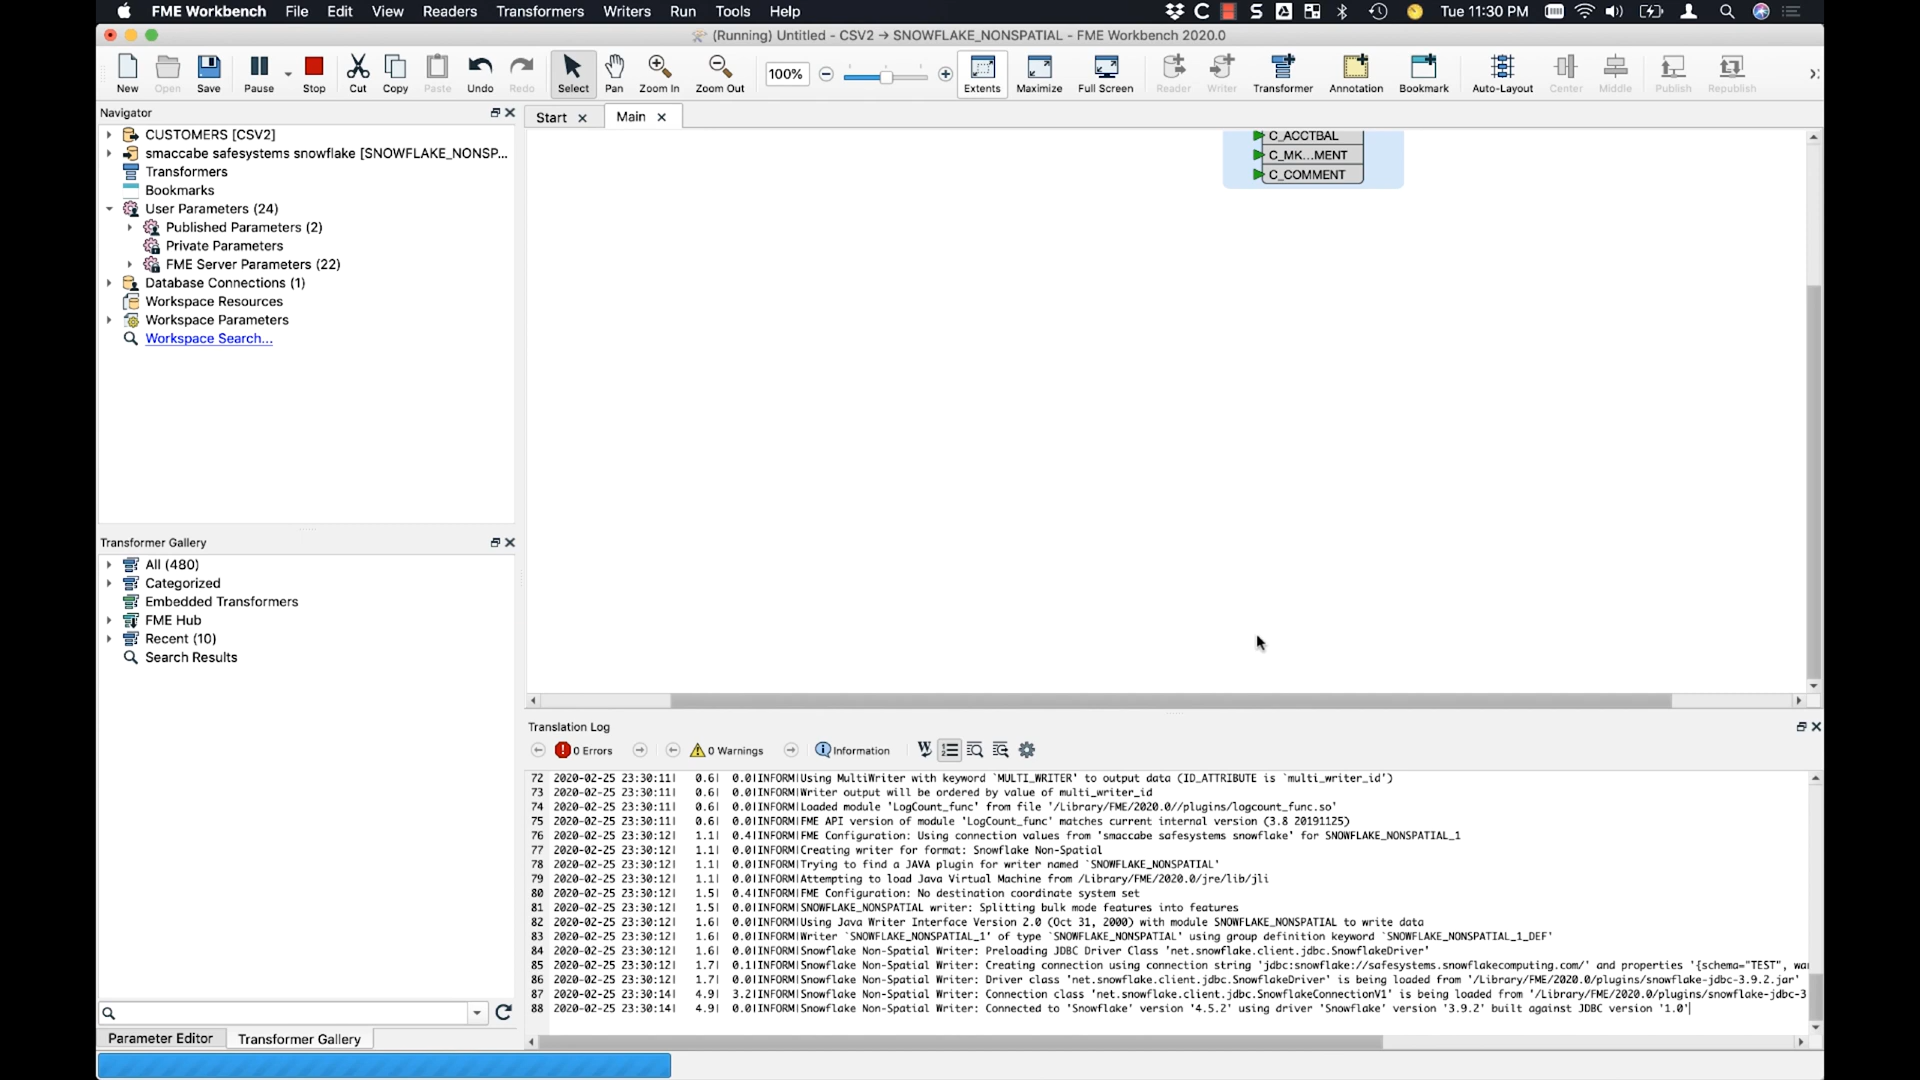 FME Workbench File Edit View Readers Transformers Writers Run Tools Help Tue 11:30 PM
(Running) Untitled - CSV2 → SNOWFLAKE_NONSPATIAL - FME Workbench 2020.0
New Open Save Pause Stop Cut Copy Paste Undo Redo Select Pan Zoom In Zoom Out 100% Extents Maximize Full Screen Reader Writer Transformer Annotation Bookmark Auto-Layout Center Middle Publish Republish
Navigator
CUSTOMERS [CSV2]
smaccabe safesystems snowflake [SNOWFLAKE_NONSP...
Transformers
Bookmarks
User Parameters (24)
Published Parameters (2)
Private Parameters
FME Server Parameters (22)
Database Connections (1)
Workspace Resources
Workspace Parameters
Workspace Search...
Transformer Gallery
All (480)
Categorized
Embedded Transformers
FME Hub
Recent (10)
Search Results
Parameter Editor Transformer Gallery
Start Main
C_ACCTBAL
C_MK...MENT
C_COMMENT
Translation Log
0 Errors 0 Warnings Information
72 2020-02-25 23:30:11| 0.6| 0.0|INFORM|Using MultiWriter with keyword `MULTI_WRITER' to output data (ID_ATTRIBUTE is `multi_writer_id')
73 2020-02-25 23:30:11| 0.6| 0.0|INFORM|Writer output will be ordered by value of multi_writer_id
74 2020-02-25 23:30:11| 0.6| 0.0|INFORM|Loaded module 'LogCount_func' from file '/Library/FME/2020.0//plugins/logcount_func.so'
75 2020-02-25 23:30:11| 0.6| 0.0|INFORM|FME API version of module 'LogCount_func' matches current internal version (3.8 20191125)
76 2020-02-25 23:30:12| 1.1| 0.4|INFORM|FME Configuration: Using connection values from 'smaccabe safesystems snowflake' for SNOWFLAKE_NONSPATIAL_1
77 2020-02-25 23:30:12| 1.1| 0.0|INFORM|Creating writer for format: Snowflake Non-Spatial
78 2020-02-25 23:30:12| 1.1| 0.0|INFORM|Trying to find a JAVA plugin for writer named `SNOWFLAKE_NONSPATIAL'
79 2020-02-25 23:30:12| 1.1| 0.0|INFORM|Attempting to load Java Virtual Machine from /Library/FME/2020.0/jre/lib/jli
80 2020-02-25 23:30:12| 1.5| 0.4|INFORM|FME Configuration: No destination coordinate system set
81 2020-02-25 23:30:12| 1.5| 0.0|INFORM|SNOWFLAKE_NONSPATIAL writer: Splitting bulk mode features into features
82 2020-02-25 23:30:12| 1.6| 0.0|INFORM|Using Java Writer Interface Version 2.0 (Oct 31, 2000) with module SNOWFLAKE_NONSPATIAL to write data
83 2020-02-25 23:30:12| 1.6| 0.0|INFORM|Writer `SNOWFLAKE_NONSPATIAL_1' of type `SNOWFLAKE_NONSPATIAL' using group definition keyword `SNOWFLAKE_NONSPATIAL_1_DEF'
84 2020-02-25 23:30:12| 1.6| 0.0|INFORM|Snowflake Non-Spatial Writer: Preloading JDBC Driver Class 'net.snowflake.client.jdbc.SnowflakeDriver'
85 2020-02-25 23:30:12| 1.7| 0.1|INFORM|Snowflake Non-Spatial Writer: Creating connection using connection string 'jdbc:snowflake://safesystems.snowflakecomputing.com/' and properties '{schema="TEST", wa
86 2020-02-25 23:30:12| 1.7| 0.0|INFORM|Snowflake Non-Spatial Writer: Driver class 'net.snowflake.client.jdbc.SnowflakeDriver' is being loaded from '/Library/FME/2020.0/plugins/snowflake-jdbc-3.9.2.jar'
87 2020-02-25 23:30:14| 4.9| 3.2|INFORM|Snowflake Non-Spatial Writer: Connection class 'net.snowflake.client.jdbc.SnowflakeConnectionV1' is being loaded from '/Library/FME/2020.0/plugins/snowflake-jdbc-3
88 2020-02-25 23:30:14| 4.9| 0.0|INFORM|Snowflake Non-Spatial Writer: Connected to 'Snowflake' version '4.5.2' using driver 'Snowflake' version '3.9.2' built against JDBC version '1.0'